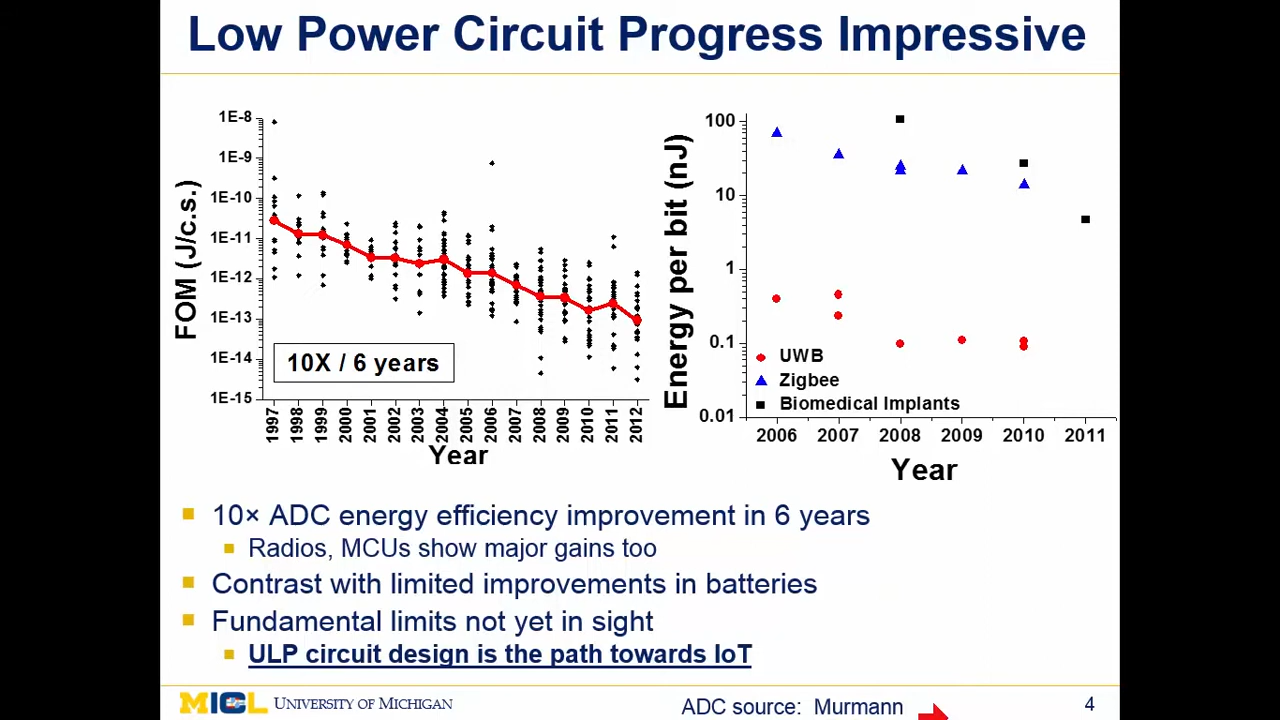 Low Power Circuit Progress Impressive
1E-8
1E-9
1E-10
1E-11
1E-12
1E-13
1E-14
1E-15
FOM (J/c.s.)
10X / 6 years
1997 1998 1999 2000 2001 2002 2003 2004 2005 2006 2007 2008 2009 2010 2011 2012
Year
100
10
1
0.1
0.01
Energy per bit (nJ)
UWB
Zigbee
Biomedical Implants
2006 2007 2008 2009 2010 2011
Year
10× ADC energy efficiency improvement in 6 years
Radios, MCUs show major gains too
Contrast with limited improvements in batteries
Fundamental limits not yet in sight
ULP circuit design is the path towards IoT
MICL UNIVERSITY OF MICHIGAN
ADC source: Murmann
4